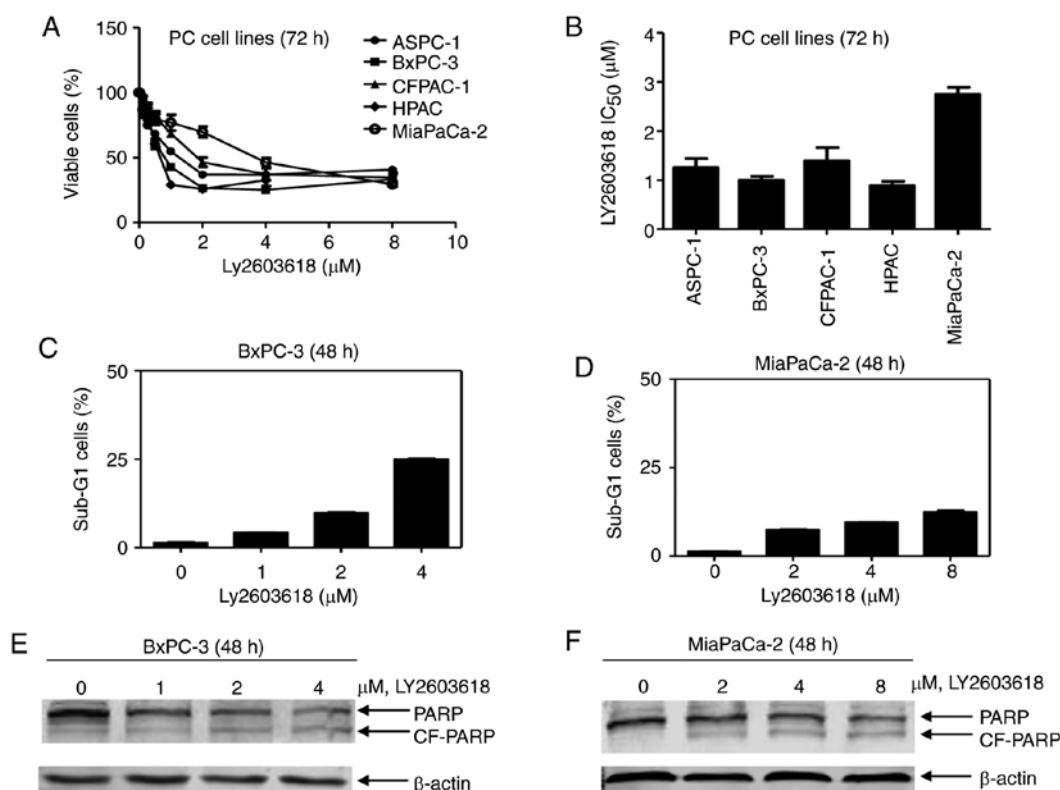 A
PC cell lines (72 h)
ASPC-1
BxPC-3
CFPAC-1
HPAC
MiaPaCa-2
Viable cells (%)
150
100
50
0
0 2 4 6 8 10
Ly2603618 (μM)
B
PC cell lines (72 h)
LY2603618 IC50 (μM)
4
3
2
1
0
ASPC-1
BxPC-3
CFPAC-1
HPAC
MiaPaCa-2
C
BxPC-3 (48 h)
Sub-G1 cells (%)
50
25
0
0 1 2 4
Ly2603618 (μM)
D
MiaPaCa-2 (48 h)
Sub-G1 cells (%)
50
25
0
0 2 4 8
Ly2603618 (μM)
E
BxPC-3 (48 h)
0 1 2 4 μM, LY2603618
PARP
CF-PARP
β-actin
F
MiaPaCa-2 (48 h)
0 2 4 8 μM, LY2603618
PARP
CF-PARP
β-actin